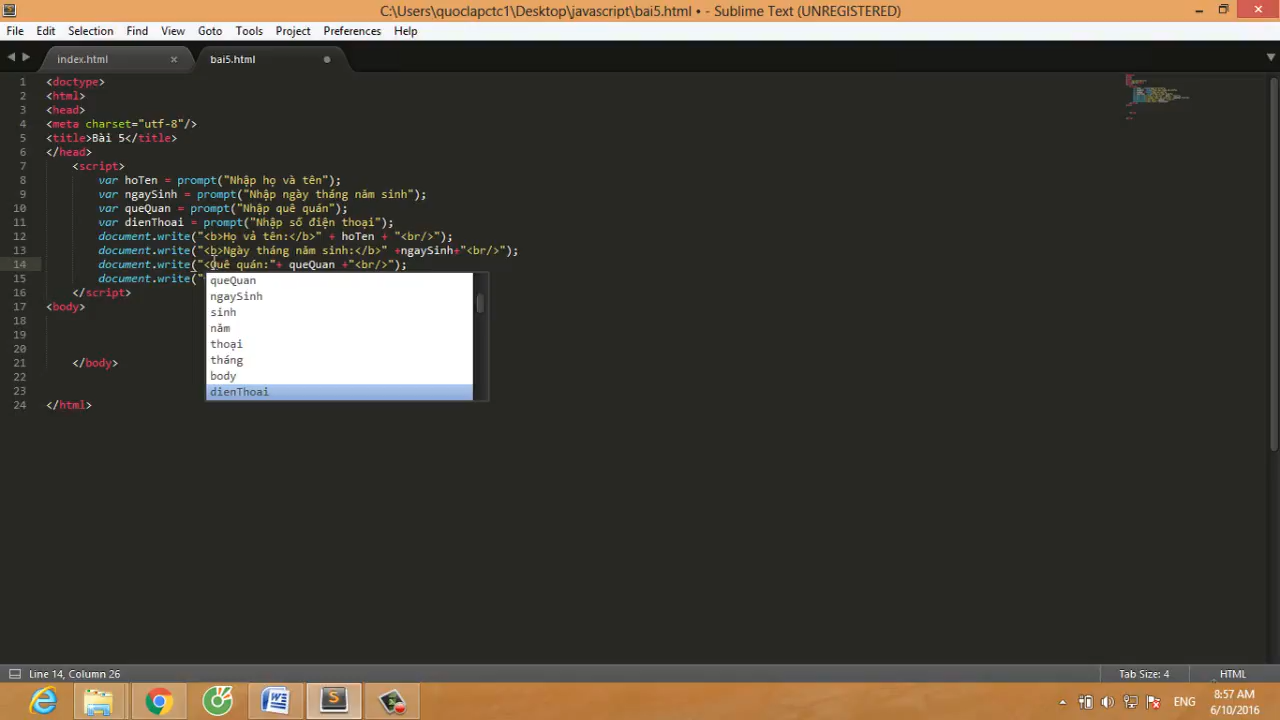 C:\Users\quoclapctc1\Desktop\javascript\bai5.html • - Sublime Text (UNREGISTERED)
File Edit Selection Find View Goto Tools Project Preferences Help
index.html × bai5.html
1 <doctype>
2 <html>
3 <head>
4 <meta charset="utf-8"/>
5 <title>Bài 5</title>
6 </head>
7 <script>
8 var hoTen = prompt("Nhập họ và tên");
9 var ngaySinh = prompt("Nhập ngày tháng năm sinh");
10 var queQuan = prompt("Nhập quê quán");
11 var dienThoai = prompt("Nhập số điện thoại");
12 document.write("<b>Họ và tên:</b>" + hoTen + "<br/>");
13 document.write("<b>Ngày tháng năm sinh:</b>" +ngaySinh+"<br/>");
14 document.write("<Quê quán:"+ queQuan +"<br/>");
15 document.write("
queQuan
16 </script>
ngaySinh
17 <body>
sinh
18
năm
19
thoại
20
tháng
21 </body>
body
22
dienThoai
23
24 </html>
Line 14, Column 26 Tab Size: 4 HTML
ENG
8:57 AM
6/10/2016